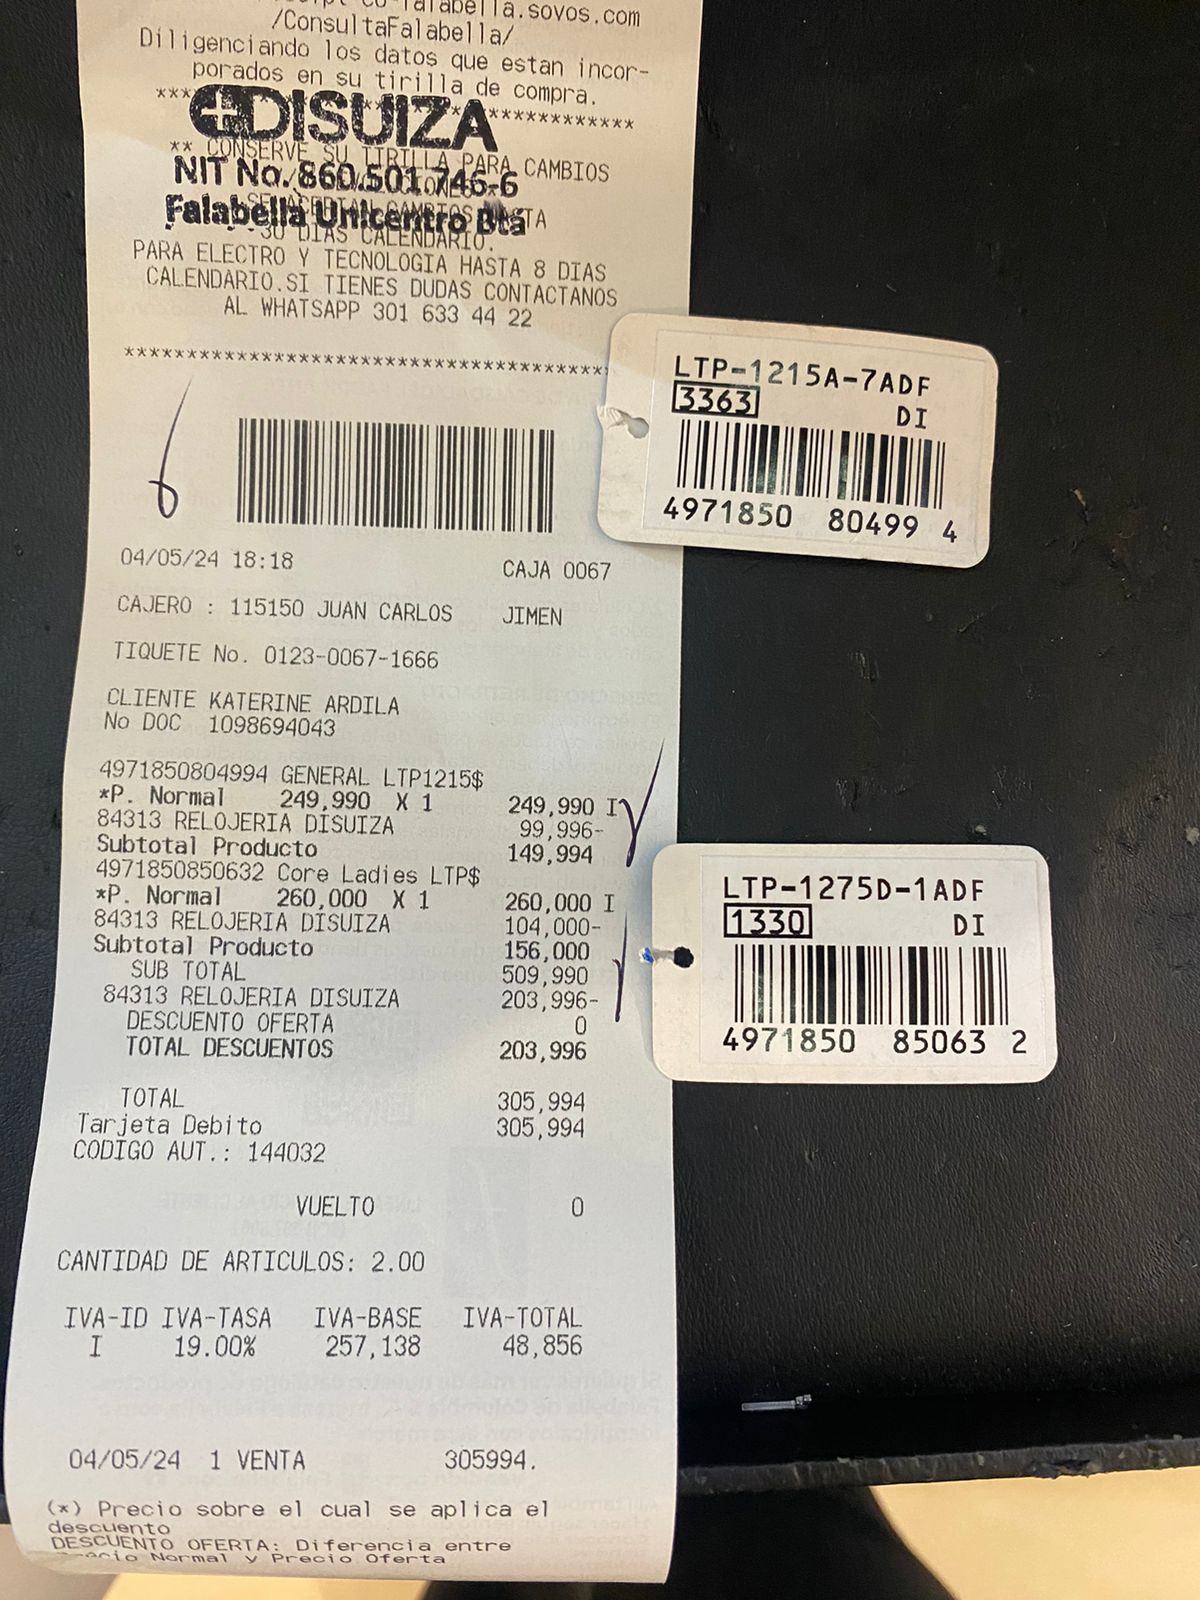 falabella.sovos.com
/ConsultaFalabella/
Diligenciando los datos que estan incor-
porados en su tirilla de compra.
DISUIZA
** CONSERVE SU TIRILLA PARA CAMBIOS
NIT No. 860.501.746-6
SE ACEPTAN CAMBIOS HASTA
Falabella Unicentro Bta
30 DIAS CALENDARIO.
PARA ELECTRO Y TECNOLOGIA HASTA 8 DIAS
CALENDARIO.SI TIENES DUDAS CONTACTANOS
AL WHATSAPP 301 633 44 22
******************************************
04/05/24 18:18 CAJA 0067
CAJERO : 115150 JUAN CARLOS JIMEN
TIQUETE No. 0123-0067-1666
CLIENTE KATERINE ARDILA
No DOC 1098694043
4971850804994 GENERAL LTP1215$
*P. Normal 249,990 X 1 249,990 I
84313 RELOJERIA DISUIZA 99,996-
Subtotal Producto 149,994
4971850850632 Core Ladies LTP$
*P. Normal 260,000 X 1 260,000 I
84313 RELOJERIA DISUIZA 104,000-
Subtotal Producto 156,000
SUB TOTAL 509,990
84313 RELOJERIA DISUIZA 203,996-
DESCUENTO OFERTA 0
TOTAL DESCUENTOS 203,996
TOTAL 305,994
Tarjeta Debito 305,994
CODIGO AUT.: 144032
VUELTO 0
CANTIDAD DE ARTICULOS: 2.00
IVA-ID IVA-TASA IVA-BASE IVA-TOTAL
I 19.00% 257,138 48,856
04/05/24 1 VENTA 305994.
(*) Precio sobre el cual se aplica el
descuento
DESCUENTO OFERTA: Diferencia entre
Precio Normal y Precio Oferta
LTP-1215A-7ADF
3363 DI
4971850 80499 4
LTP-1275D-1ADF
1330 DI
4971850 85063 2